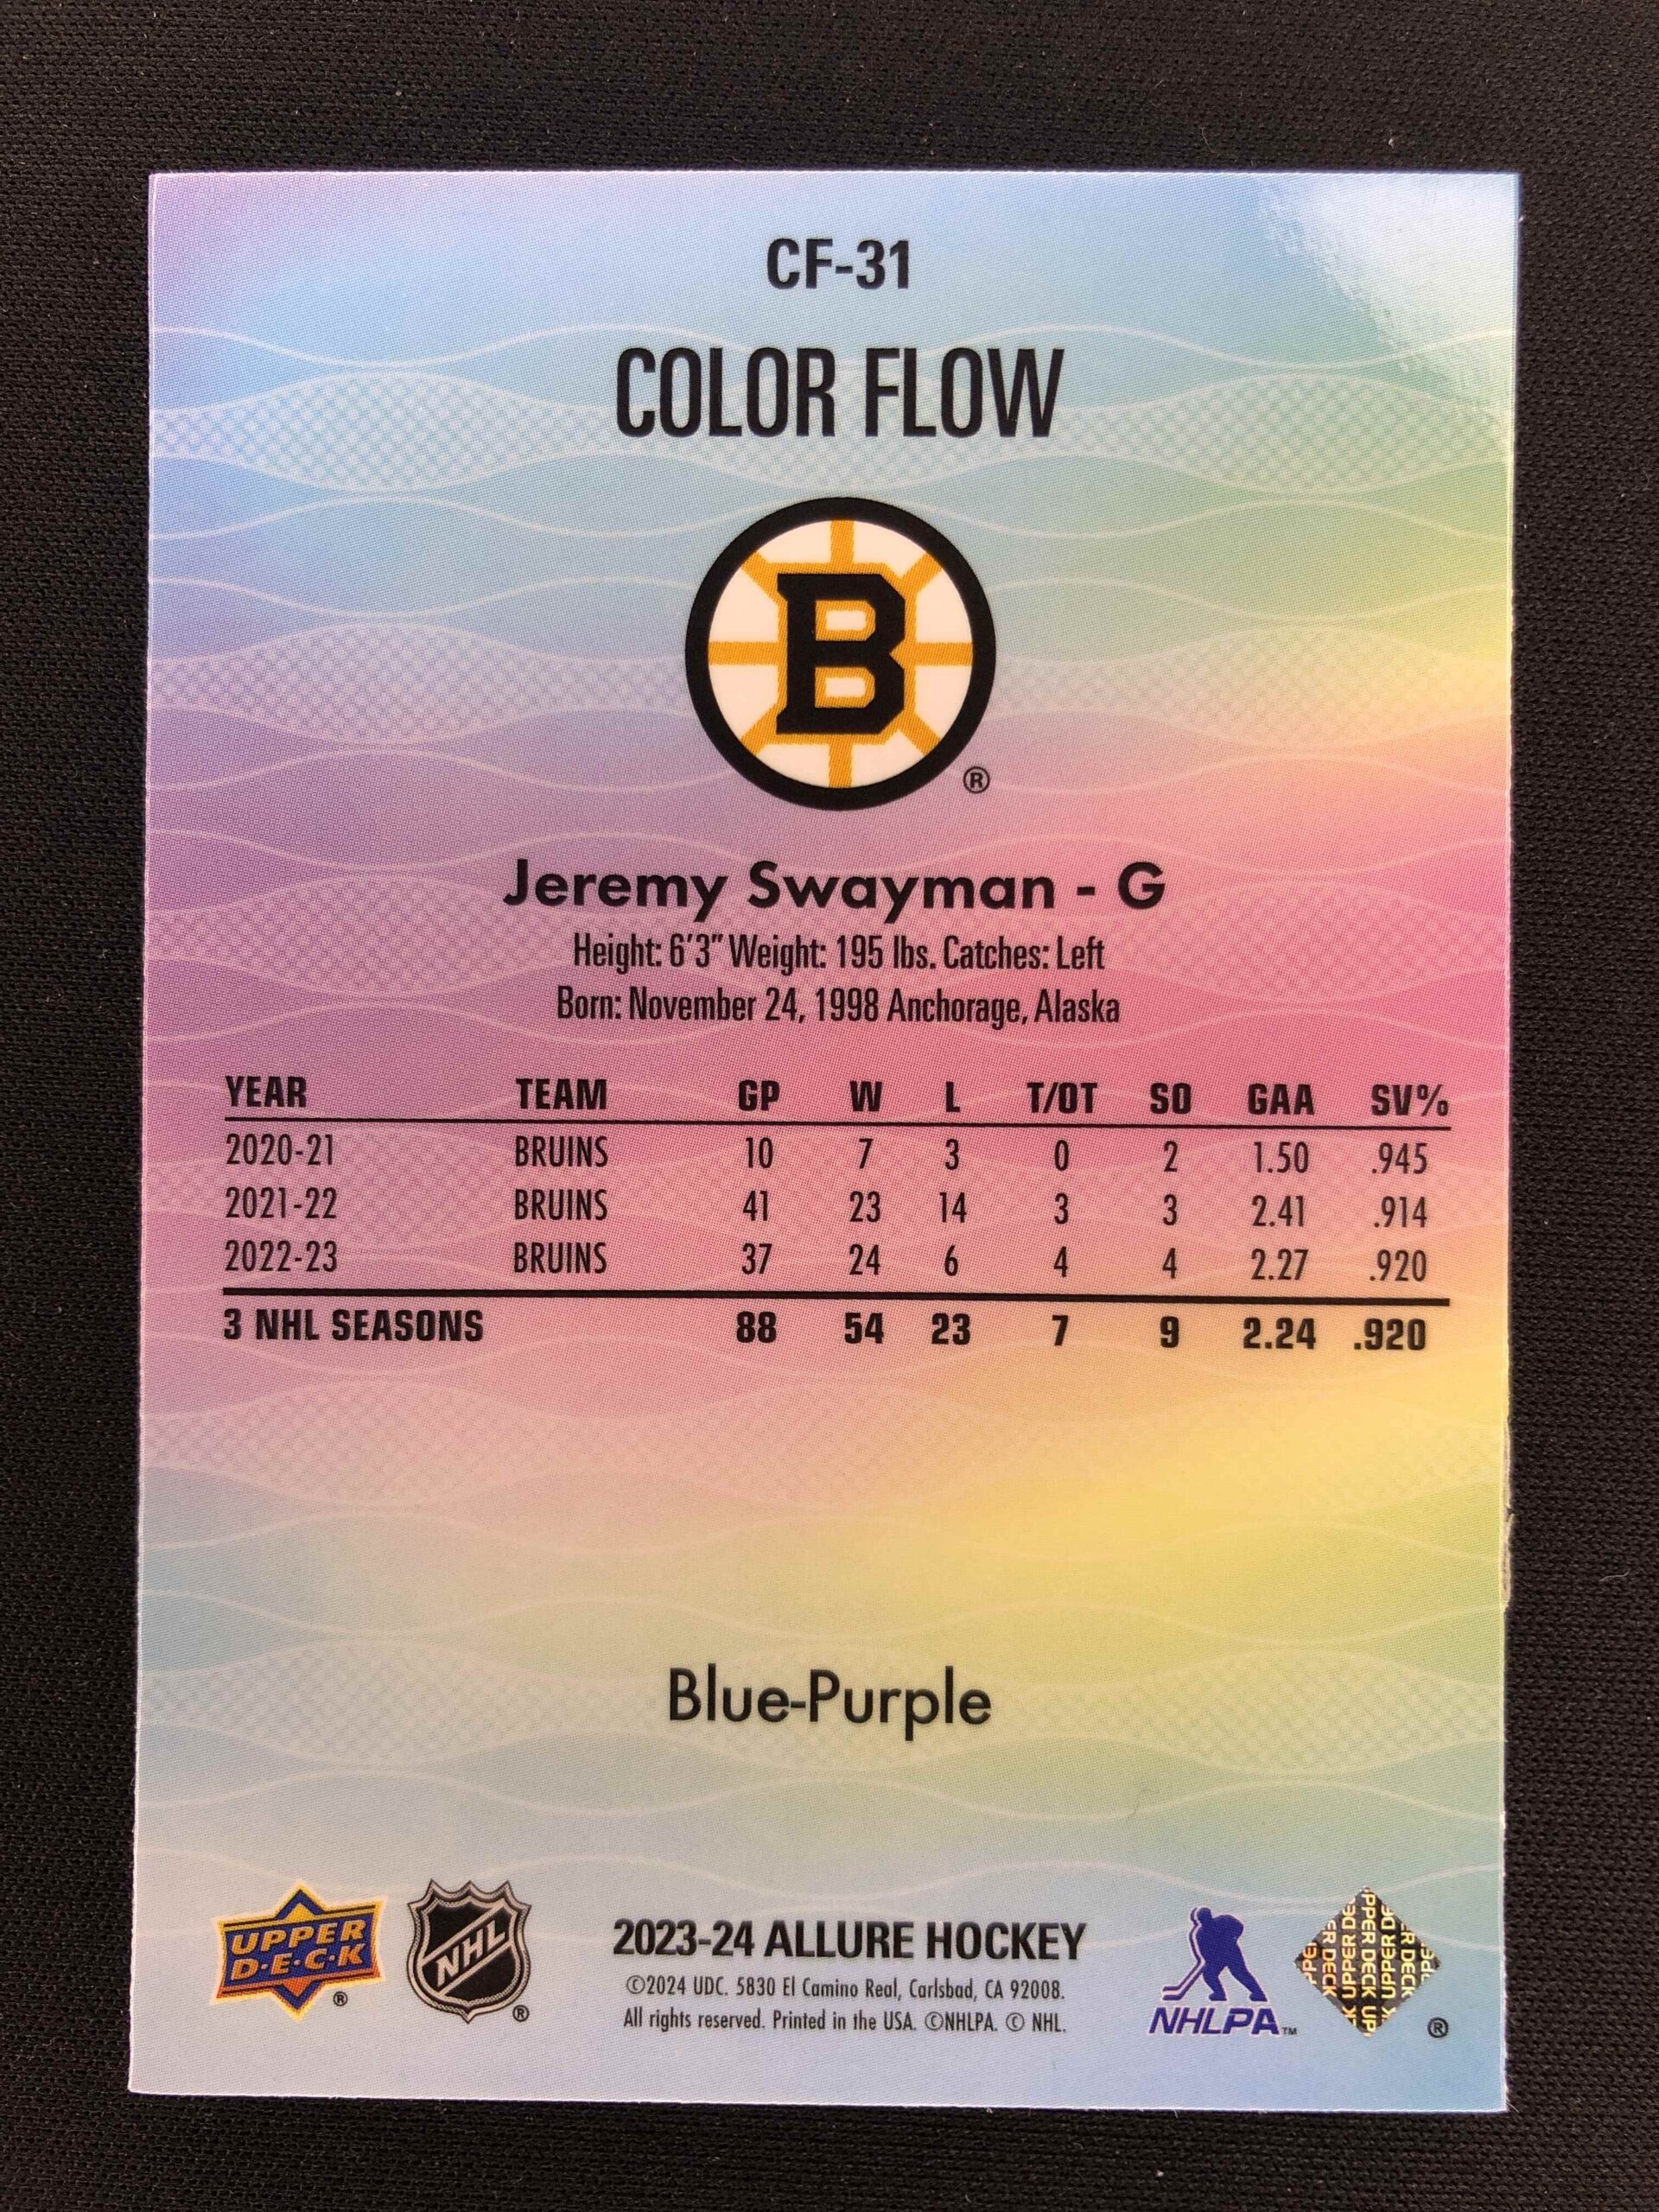 CF-31
COLOR FLOW
B
®
Jeremy Swayman - G
Height: 6'3" Weight: 195 lbs. Catches: Left
Born: November 24, 1998 Anchorage, Alaska
YEAR TEAM GP W L T/OT SO GAA SV%
2020-21 BRUINS 10 7 3 0 2 1.50 .945
2021-22 BRUINS 41 23 14 3 3 2.41 .914
2022-23 BRUINS 37 24 6 4 4 2.27 .920
3 NHL SEASONS 88 54 23 7 9 2.24 .920
Blue-Purple
UPPER
D·E·C·K
®
NHL
®
2023-24 ALLURE HOCKEY
©2024 UDC. 5830 El Camino Real, Carlsbad, CA 92008.
All rights reserved. Printed in the USA. ©NHLPA. © NHL.
NHLPA™
UPPER DECK
®